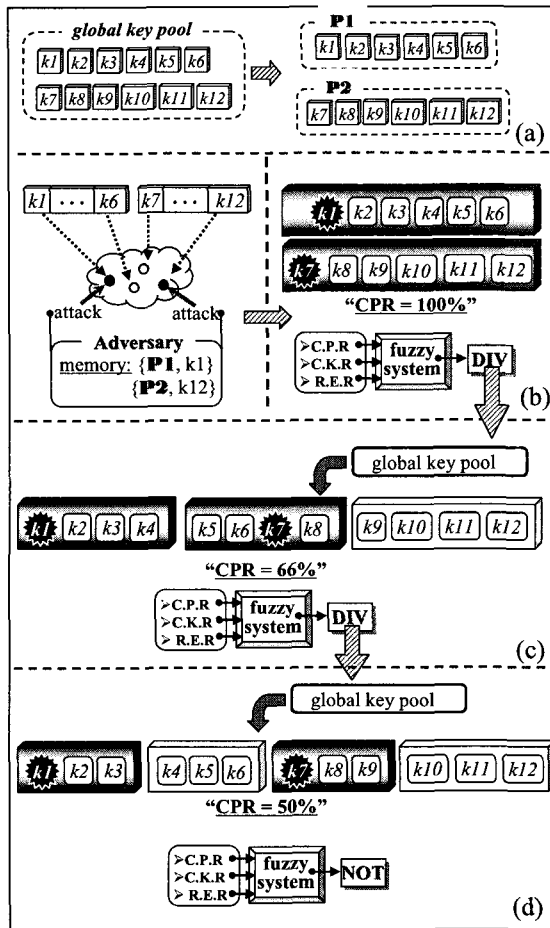 global key pool
k1 k2 k3 k4 k5 k6
k7 k8 k9 k10 k11 k12
P1
k1 k2 k3 k4 k5 k6
P2
k7 k8 k9 k10 k11 k12
(a)
k1 ... k6 k7 ... k12
attack attack
Adversary
memory: {P1, k1}
{P2, k12}
k1 k2 k3 k4 k5 k6
k7 k8 k9 k10 k11 k12
“CPR = 100%”
➢C.P.R
➢C.K.R
➢R.E.R
fuzzy
system
DIV
(b)
global key pool
k1 k2 k3 k4 k5 k6 k7 k8 k9 k10 k11 k12
“CPR = 66%”
➢C.P.R
➢C.K.R
➢R.E.R
fuzzy
system
DIV
(c)
global key pool
k1 k2 k3 k4 k5 k6 k7 k8 k9 k10 k11 k12
“CPR = 50%”
➢C.P.R
➢C.K.R
➢R.E.R
fuzzy
system
NOT
(d)